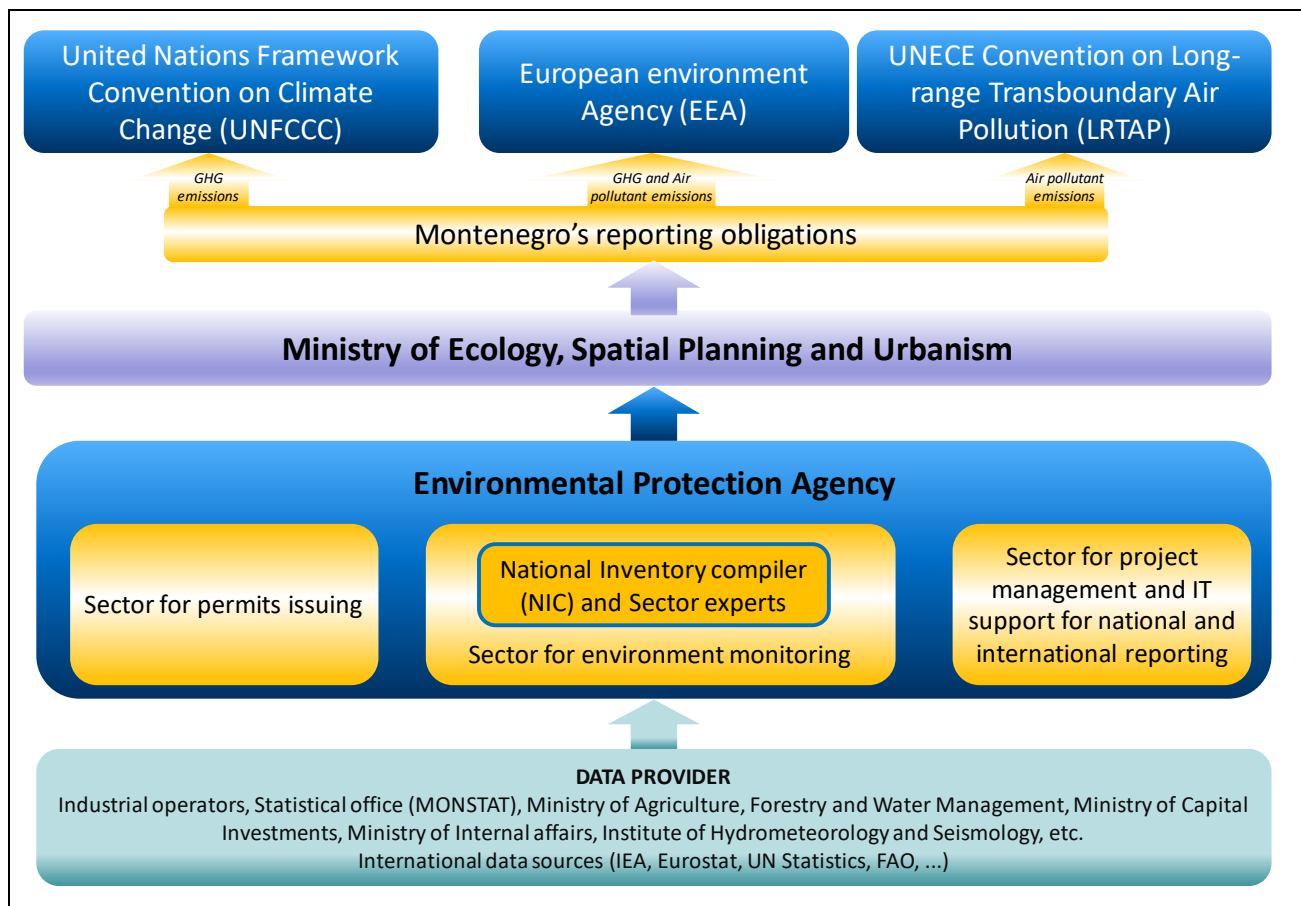 United Nations Framework
Convention on Climate
Change (UNFCCC)
European environment
Agency (EEA)
UNECE Convention on Long-
range Transboundary Air
Pollution (LRTAP)
GHG
emissions
GHG and Air
pollutant emissions
Air pollutant
emissions
Montenegro’s reporting obligations
Ministry of Ecology, Spatial Planning and Urbanism
Environmental Protection Agency
Sector for permits issuing
National Inventory compiler
(NIC) and Sector experts
Sector for environment monitoring
Sector for project
management and IT
support for national and
international reporting
DATA PROVIDER
Industrial operators, Statistical office (MONSTAT), Ministry of Agriculture, Forestry and Water Management, Ministry of Capital
Investments, Ministry of Internal affairs, Institute of Hydrometeorology and Seismology, etc.
International data sources (IEA, Eurostat, UN Statistics, FAO, ...)